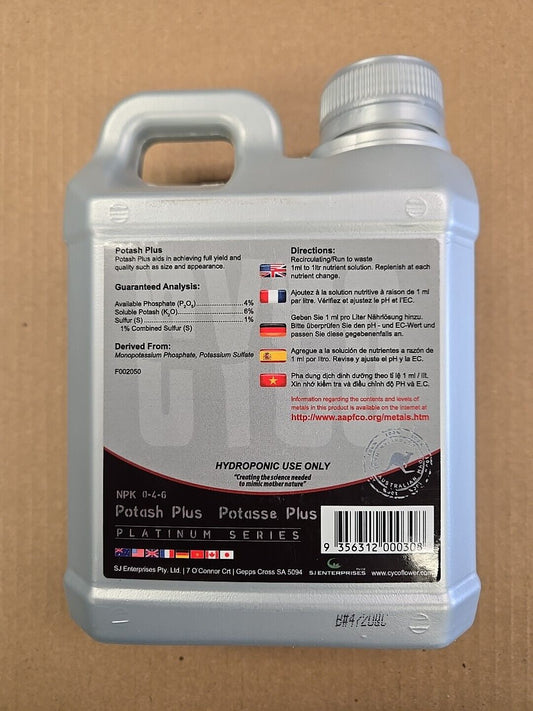 Potash Plus
Potash Plus aids in achieving full yield and
quality such as size and appearance.
Guaranteed Analysis:
Available Phosphate (P₂O₅)....................4%
Soluble Potash (K₂O)............................6%
Sulfur (S)..............................................1%
1% Combined Sulfur (S)
Derived From:
Monopotassium Phosphate, Potassium Sulfate
F002050
Directions:
Recirculating/Run to waste
1ml to 1ltr nutrient solution. Replenish at each
nutrient change.
Ajoutez à la solution nutritive à raison de 1 ml
par litre. Vérifiez et ajustez le pH et l'EC.
Geben Sie 1 ml pro Liter Nährlösung hinzu.
Bitte überprüfen Sie den pH - und EC-Wert und
passen Sie diese gegebenenfalls an.
Agregue a la solución de nutrientes a razón de
1 ml por litro. Revise y ajuste el pH y la EC.
Pha dung dịch dinh dưỡng theo tỉ lệ 1 ml / lít.
Xin nhớ kiểm tra và điều chỉnh độ PH và E.C.
Information regarding the contents and levels of
metals in this product is available on the internet at
http://www.aapfco.org/metals.htm
CYCO
AUSTRALIAN MADE
HYDROPONIC USE ONLY
"Creating the science needed
to mimic mother nature"
NPK 0-4-6
Potash Plus Potasse Plus
PLATINUM SERIES
SJ Enterprises Pty. Ltd. | 7 O'Connor Crt | Gepps Cross SA 5094
SJ ENTERPRISES
9 356312 000308
www.cycoflower.com
B#4720QC